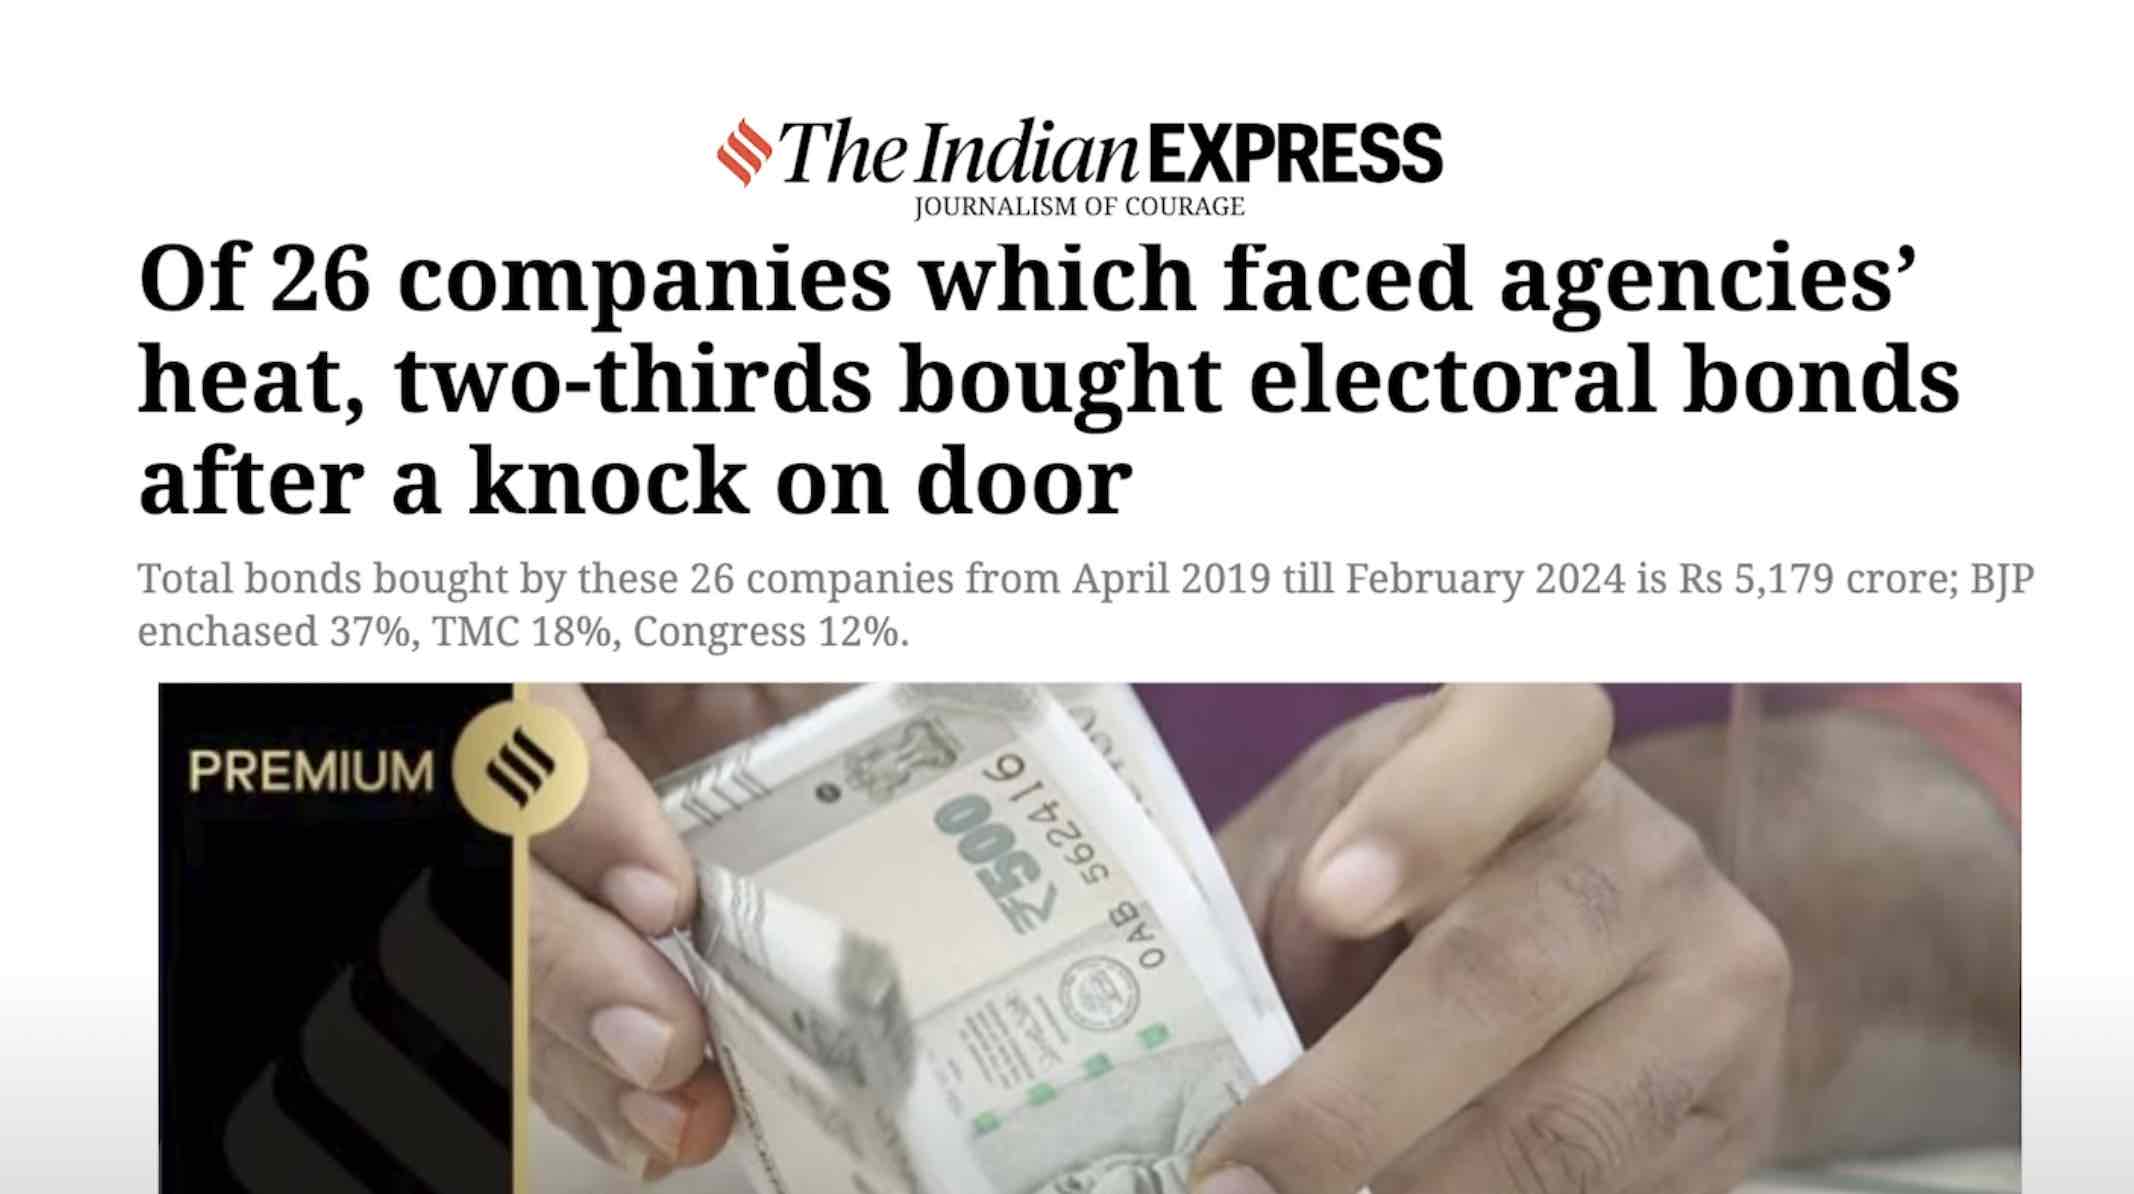 The Indian EXPRESS
JOURNALISM OF COURAGE
Of 26 companies which faced agencies’
heat, two-thirds bought electoral bonds
after a knock on door
Total bonds bought by these 26 companies from April 2019 till February 2024 is Rs 5,179 crore; BJP
enchased 37%, TMC 18%, Congress 12%.
PREMIUM
₹500
0AB 562416